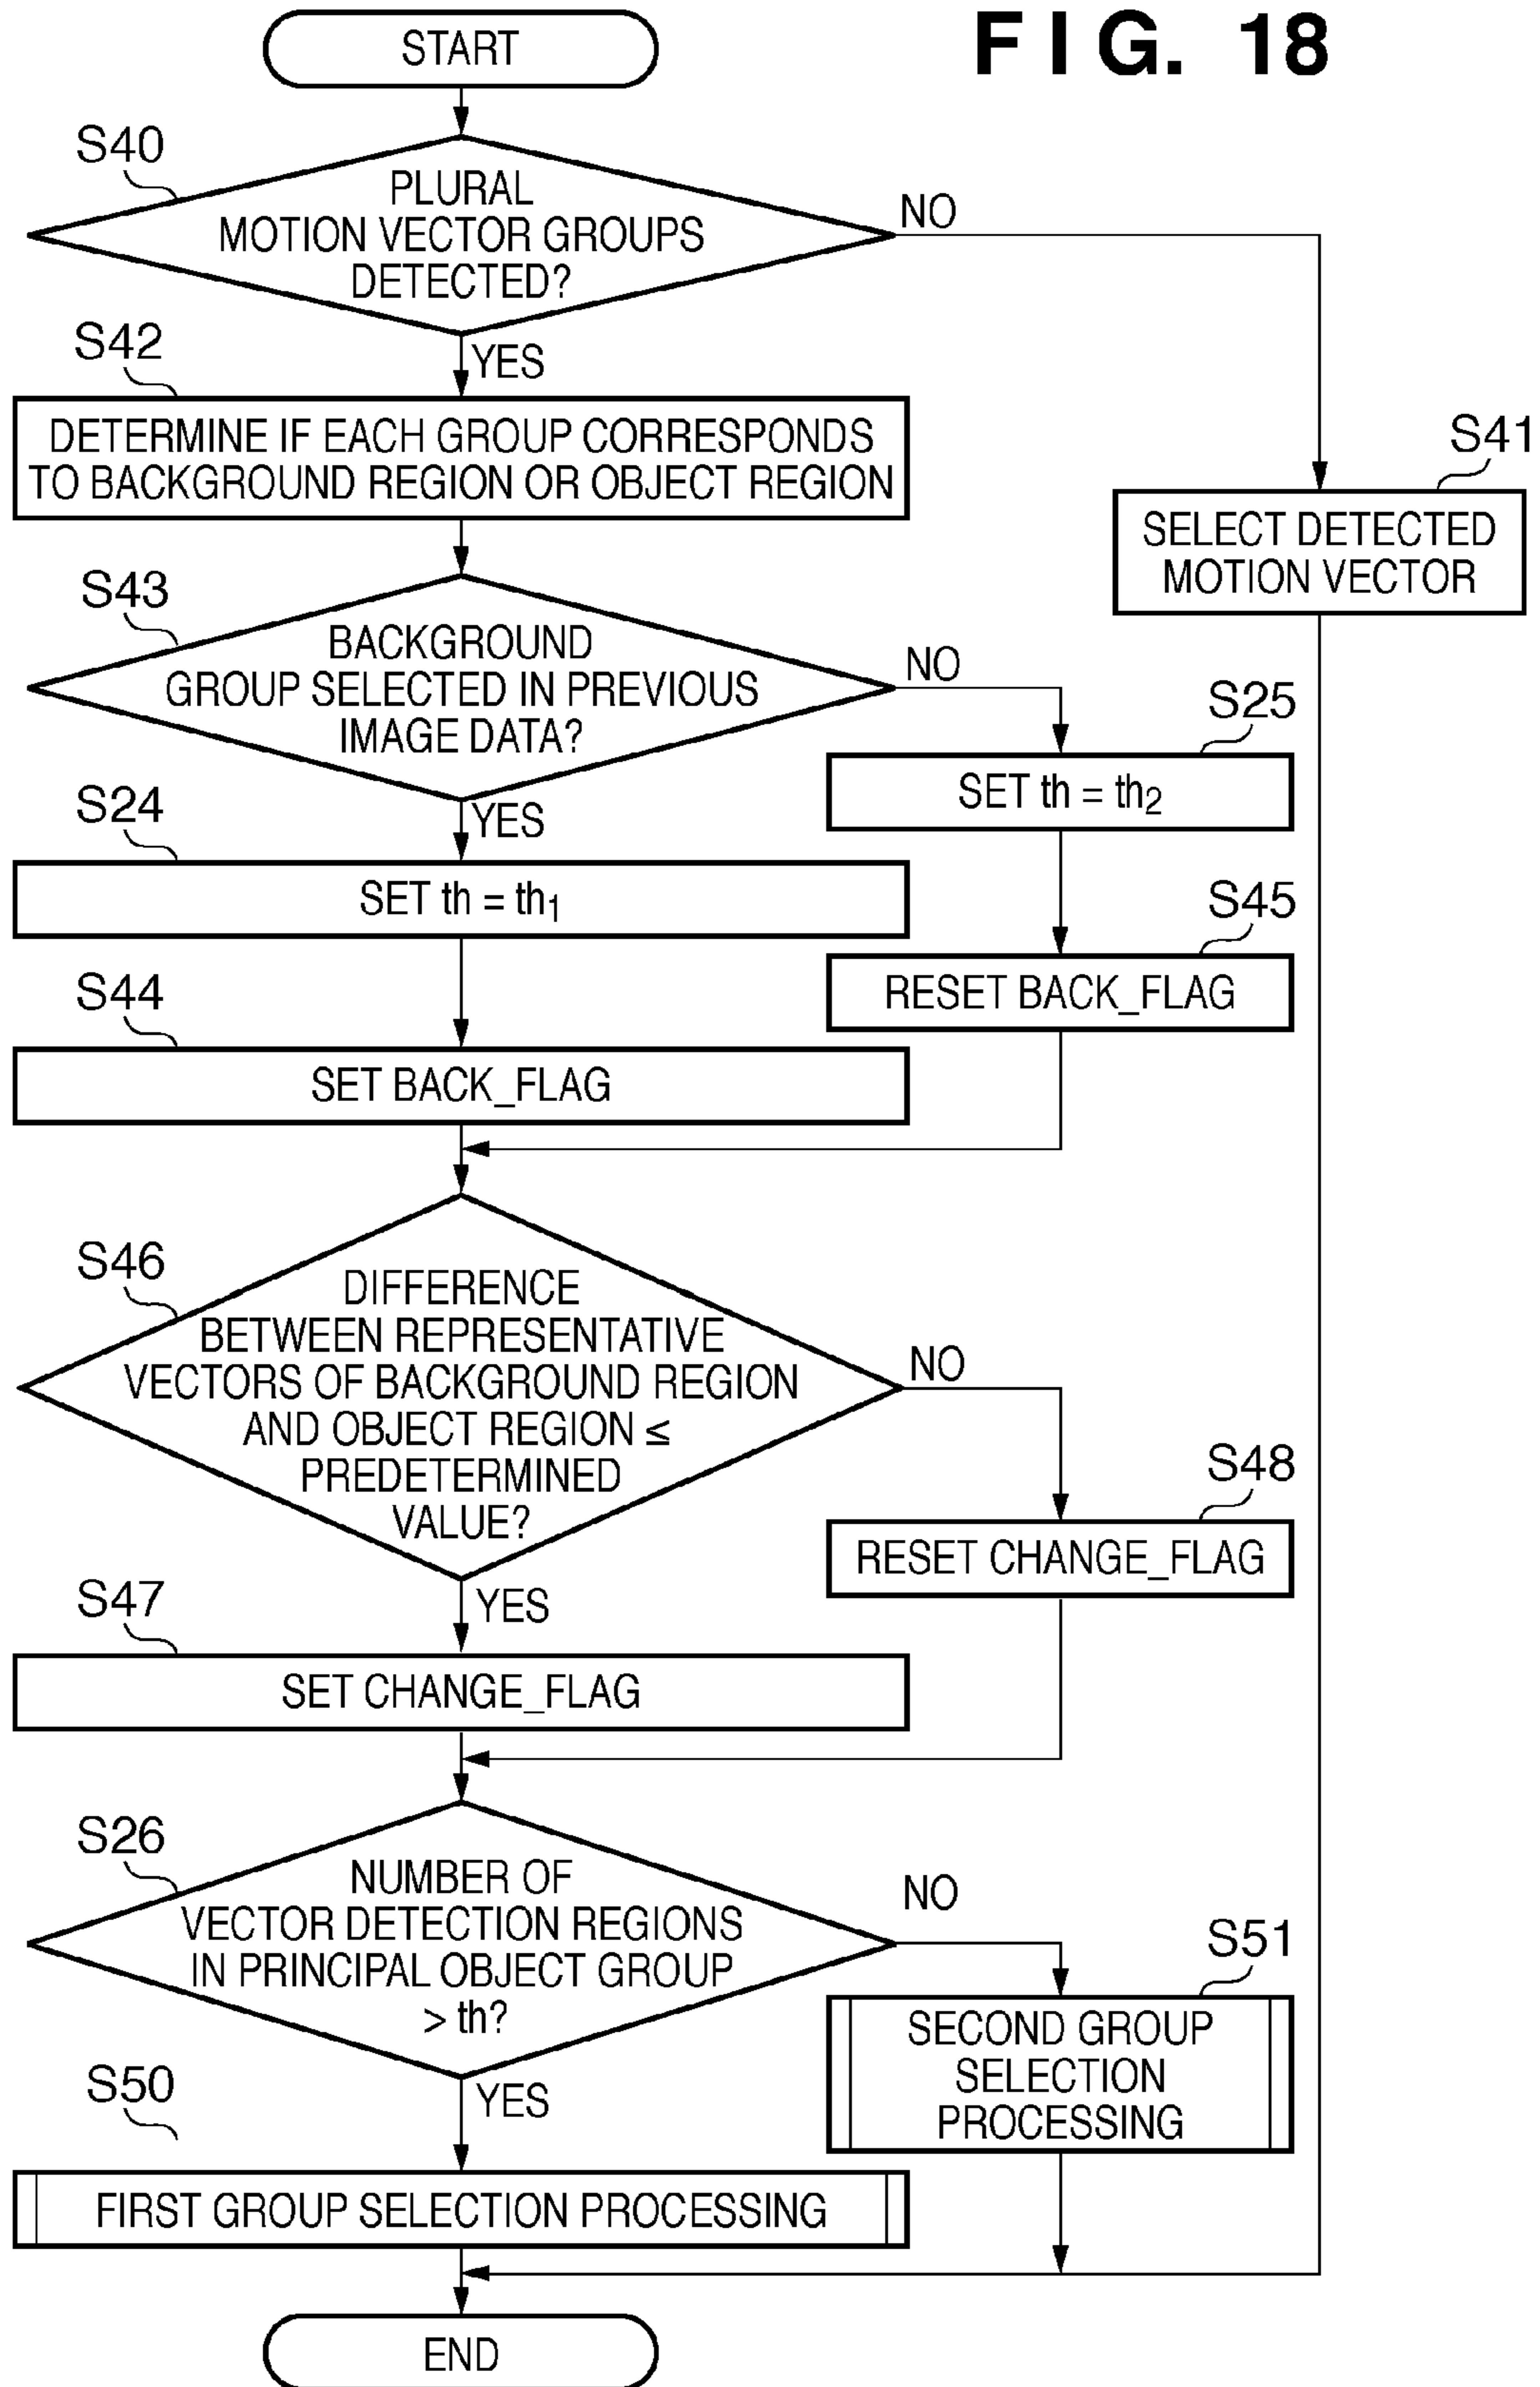 FIG. 18
START
S40
PLURAL
MOTION VECTOR GROUPS
DETECTED?
NO
YES
S42
DETERMINE IF EACH GROUP CORRESPONDS
TO BACKGROUND REGION OR OBJECT REGION
S41
SELECT DETECTED
MOTION VECTOR
S43
BACKGROUND
GROUP SELECTED IN PREVIOUS
IMAGE DATA?
NO
YES
S25
SET th = th2
S24
SET th = th1
S45
RESET BACK_FLAG
S44
SET BACK_FLAG
S46
DIFFERENCE
BETWEEN REPRESENTATIVE
VECTORS OF BACKGROUND REGION
AND OBJECT REGION ≤
PREDETERMINED
VALUE?
NO
YES
S48
RESET CHANGE_FLAG
S47
SET CHANGE_FLAG
S26
NUMBER OF
VECTOR DETECTION REGIONS
IN PRINCIPAL OBJECT GROUP
> th?
NO
YES
S51
SECOND GROUP
SELECTION
PROCESSING
S50
FIRST GROUP SELECTION PROCESSING
END